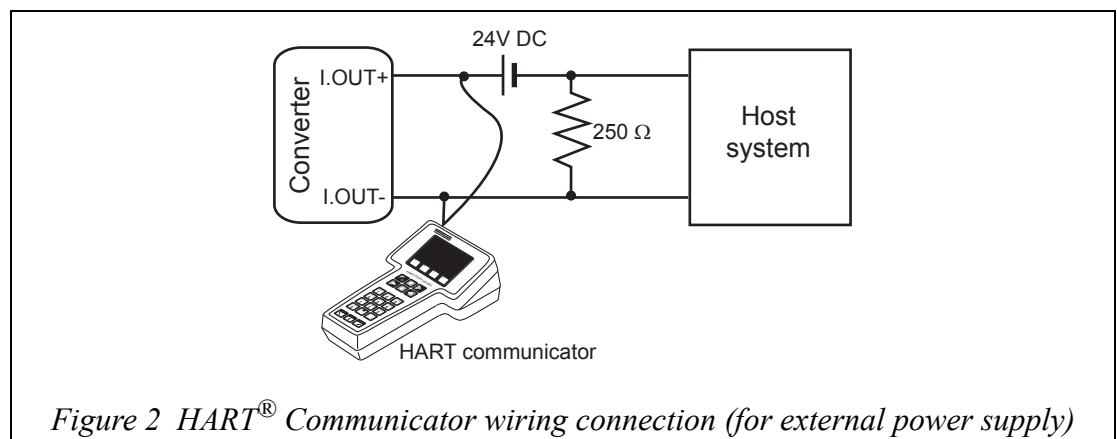 24V DC
I.OUT+
Converter
250 Ω
Host
system
I.OUT-
HART communicator
Figure 2 HART® Communicator wiring connection (for external power supply)